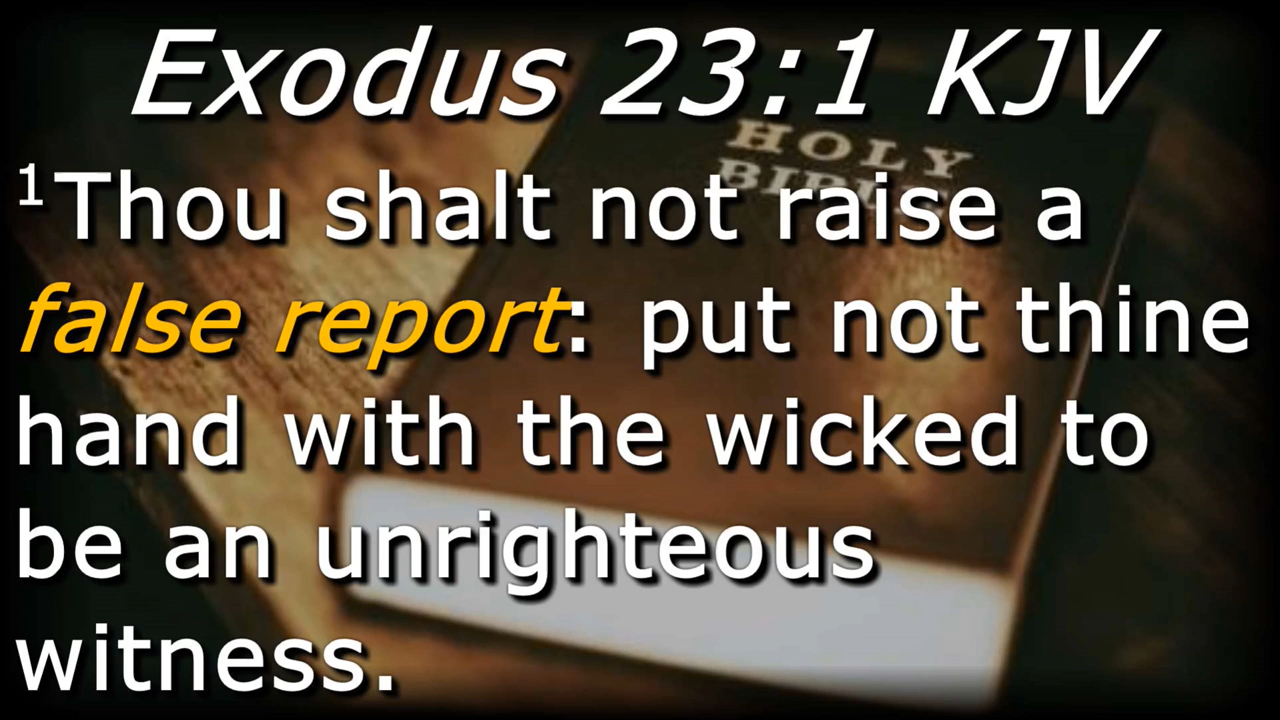 Exodus 23:1 KJV
HOLY
BIBLE
¹Thou shalt not raise a
false report: put not thine
hand with the wicked to
be an unrighteous
witness.